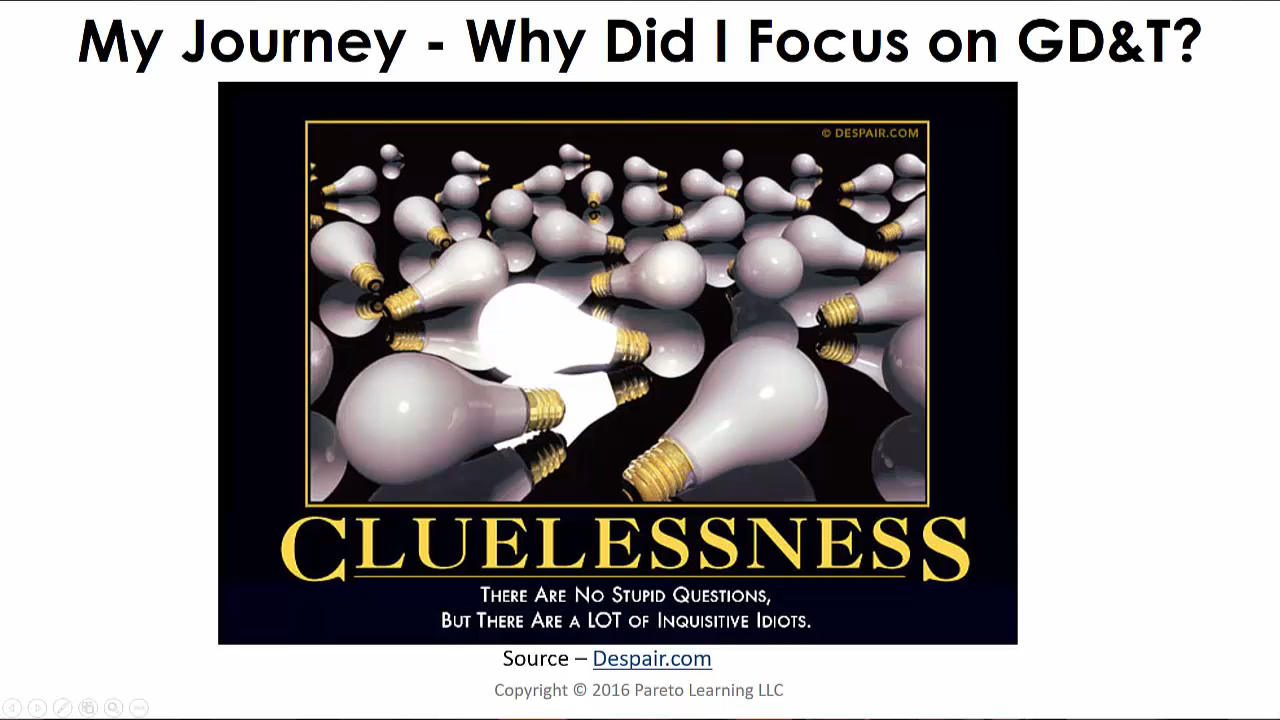 My Journey - Why Did I Focus on GD&T?
© DESPAIR.COM
CLUELESSNESS
THERE ARE NO STUPID QUESTIONS,
BUT THERE ARE A LOT OF INQUISITIVE IDIOTS.
Source – Despair.com
Copyright © 2016 Pareto Learning LLC